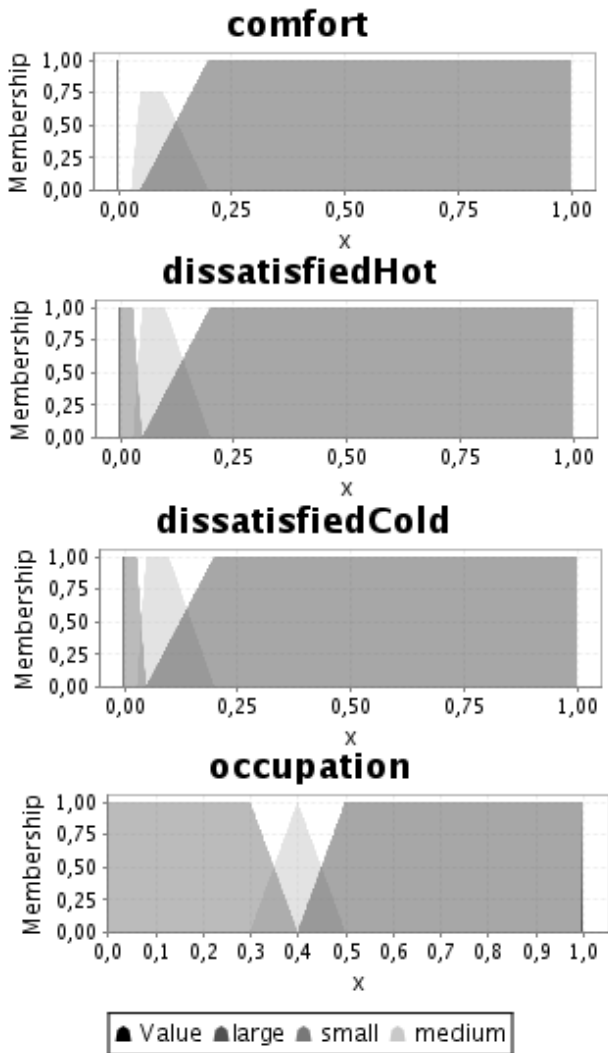 comfort
Membership
1,00
0,75
0,50
0,25
0,00
0,00 0,25 0,50 0,75 1,00
x
dissatisfiedHot
Membership
1,00
0,75
0,50
0,25
0,00
0,00 0,25 0,50 0,75 1,00
x
dissatisfiedCold
Membership
1,00
0,75
0,50
0,25
0,00
0,00 0,25 0,50 0,75 1,00
x
occupation
Membership
1,00
0,75
0,50
0,25
0,00
0,0 0,1 0,2 0,3 0,4 0,5 0,6 0,7 0,8 0,9 1,0
x
Value large small medium